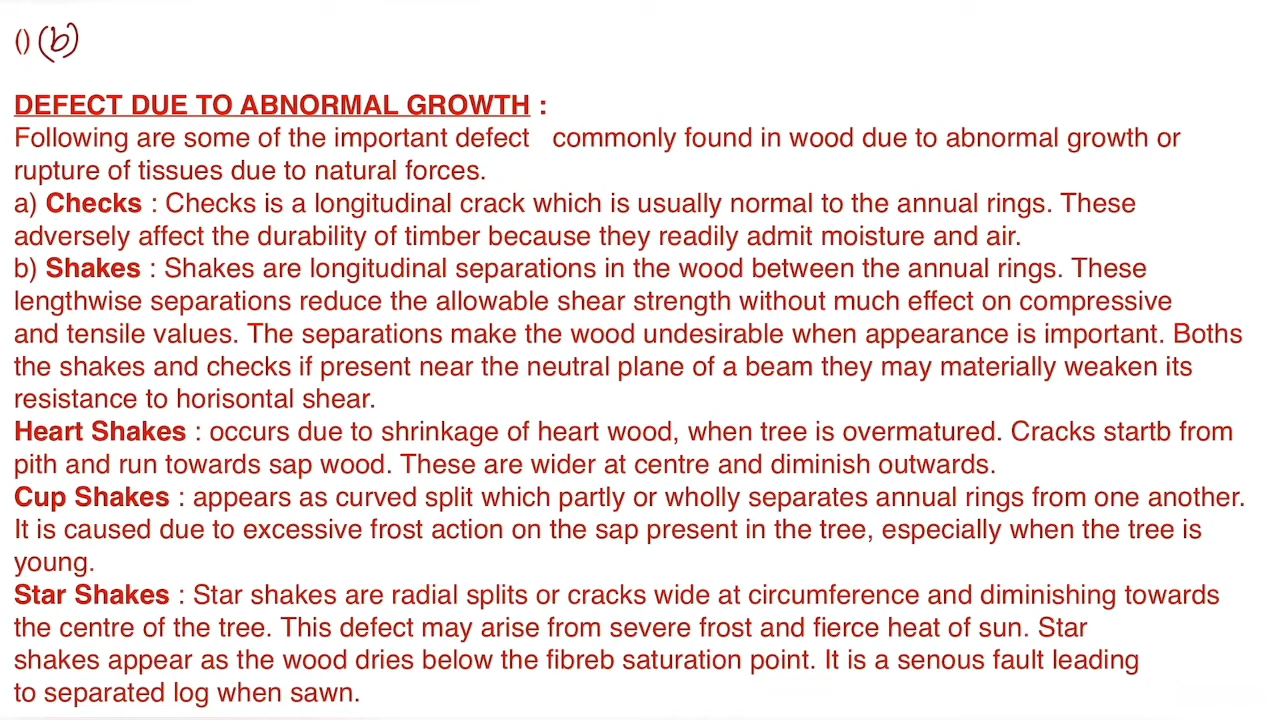 () (b)
DEFECT DUE TO ABNORMAL GROWTH :
Following are some of the important defect commonly found in wood due to abnormal growth or
rupture of tissues due to natural forces.
a) Checks : Checks is a longitudinal crack which is usually normal to the annual rings. These
adversely affect the durability of timber because they readily admit moisture and air.
b) Shakes : Shakes are longitudinal separations in the wood between the annual rings. These
lengthwise separations reduce the allowable shear strength without much effect on compressive
and tensile values. The separations make the wood undesirable when appearance is important. Boths
the shakes and checks if present near the neutral plane of a beam they may materially weaken its
resistance to horisontal shear.
Heart Shakes : occurs due to shrinkage of heart wood, when tree is overmatured. Cracks startb from
pith and run towards sap wood. These are wider at centre and diminish outwards.
Cup Shakes : appears as curved split which partly or wholly separates annual rings from one another.
It is caused due to excessive frost action on the sap present in the tree, especially when the tree is
young.
Star Shakes : Star shakes are radial splits or cracks wide at circumference and diminishing towards
the centre of the tree. This defect may arise from severe frost and fierce heat of sun. Star
shakes appear as the wood dries below the fibreb saturation point. It is a senous fault leading
to separated log when sawn.